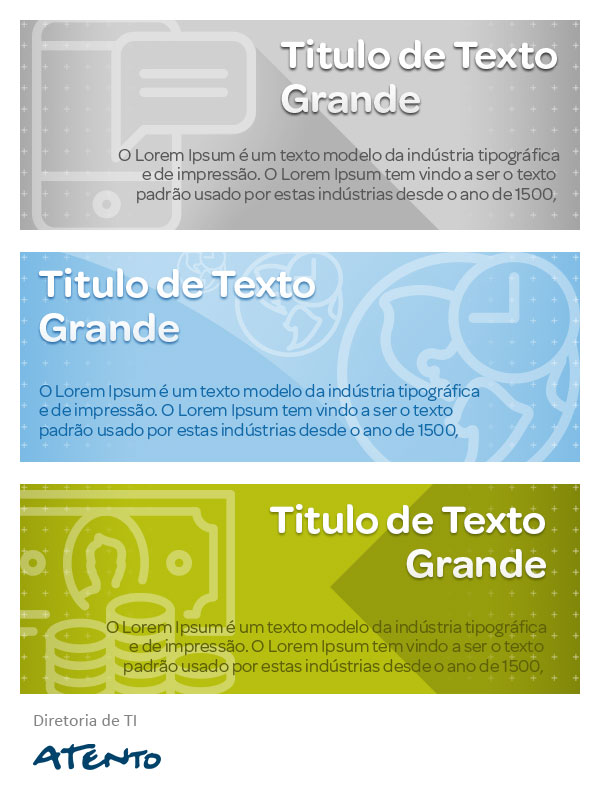 Titulo de Texto
Grande
O Lorem Ipsum é um texto modelo da indústria tipográfica
e de impressão. O Lorem Ipsum tem vindo a ser o texto
padrão usado por estas indústrias desde o ano de 1500,
Titulo de Texto
Grande
O Lorem Ipsum é um texto modelo da indústria tipográfica
e de impressão. O Lorem Ipsum tem vindo a ser o texto
padrão usado por estas indústrias desde o ano de 1500,
Titulo de Texto
Grande
O Lorem Ipsum é um texto modelo da indústria tipográfica
e de impressão. O Lorem Ipsum tem vindo a ser o texto
padrão usado por estas indústrias desde o ano de 1500,
Diretoria de TI
ATENTO